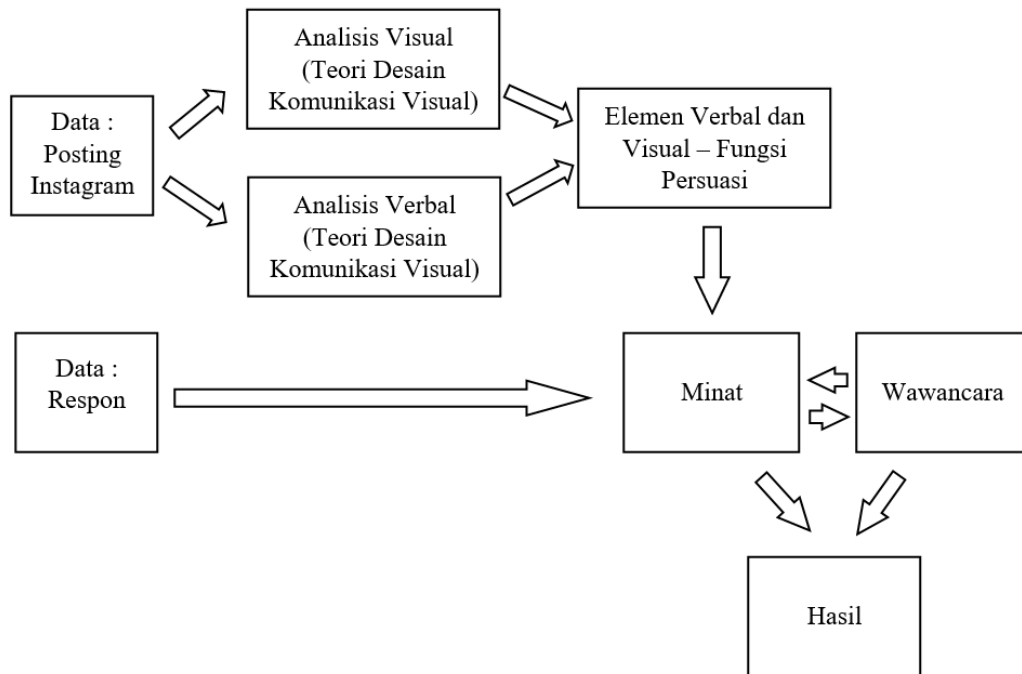 Analisis Visual
(Teori Desain
Komunikasi Visual)
Data :
Posting
Instagram
Elemen Verbal dan
Visual – Fungsi
Persuasi
Analisis Verbal
(Teori Desain
Komunikasi Visual)
Data :
Respon
Minat
Wawancara
Hasil